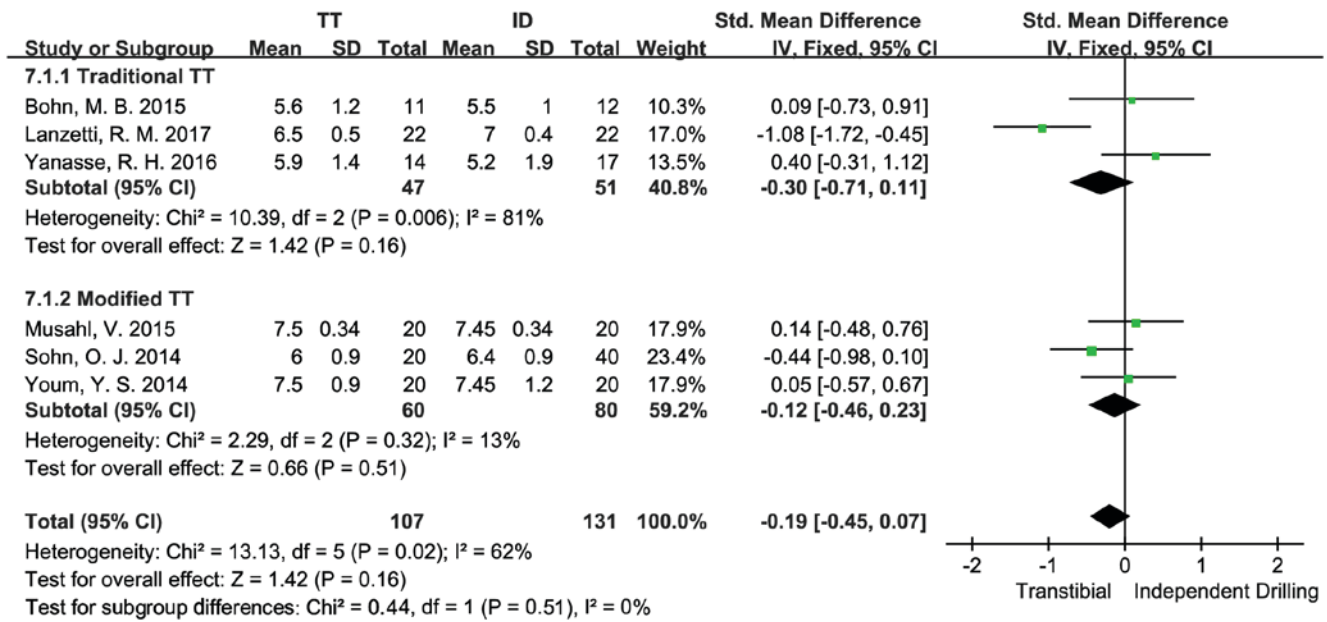 TT ID Std. Mean Difference Std. Mean Difference
Study or Subgroup Mean SD Total Mean SD Total Weight IV, Fixed, 95% CI IV, Fixed, 95% CI
7.1.1 Traditional TT
Bohn, M. B. 2015 5.6 1.2 11 5.5 1 12 10.3% 0.09 [-0.73, 0.91]
Lanzetti, R. M. 2017 6.5 0.5 22 7 0.4 22 17.0% -1.08 [-1.72, -0.45]
Yanasse, R. H. 2016 5.9 1.4 14 5.2 1.9 17 13.5% 0.40 [-0.31, 1.12]
Subtotal (95% CI) 47 51 40.8% -0.30 [-0.71, 0.11]
Heterogeneity: Chi² = 10.39, df = 2 (P = 0.006); I² = 81%
Test for overall effect: Z = 1.42 (P = 0.16)
7.1.2 Modified TT
Musahl, V. 2015 7.5 0.34 20 7.45 0.34 20 17.9% 0.14 [-0.48, 0.76]
Sohn, O. J. 2014 6 0.9 20 6.4 0.9 40 23.4% -0.44 [-0.98, 0.10]
Youm, Y. S. 2014 7.5 0.9 20 7.45 1.2 20 17.9% 0.05 [-0.57, 0.67]
Subtotal (95% CI) 60 80 59.2% -0.12 [-0.46, 0.23]
Heterogeneity: Chi² = 2.29, df = 2 (P = 0.32); I² = 13%
Test for overall effect: Z = 0.66 (P = 0.51)
Total (95% CI) 107 131 100.0% -0.19 [-0.45, 0.07]
Heterogeneity: Chi² = 13.13, df = 5 (P = 0.02); I² = 62%
Test for overall effect: Z = 1.42 (P = 0.16)
Test for subgroup differences: Chi² = 0.44, df = 1 (P = 0.51), I² = 0%
-2 -1 0 1 2
Transtibial Independent Drilling